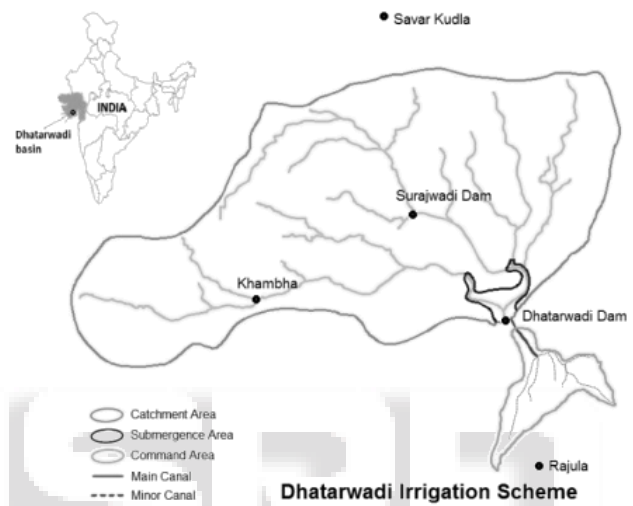 Savar Kudla
INDIA
Dhatarwadi
basin
Surajwadi Dam
Khambha
Dhatarwadi Dam
Catchment Area
Submergence Area
Command Area
Main Canal
Minor Canal
Rajula
Dhatarwadi Irrigation Scheme